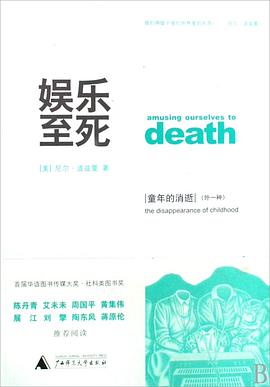 娱乐
至死
amusing ourselves to
death
[美] 尼尔·波兹曼 著
童年的消逝 (外一种)
the disappearance of childhood
首届华语图书传媒大奖·社科类图书奖
陈丹青 艾未未 周国平 黄集伟
展 江 刘 擎 陶东风 蒋原伦
推荐阅读
广西师范大学出版社